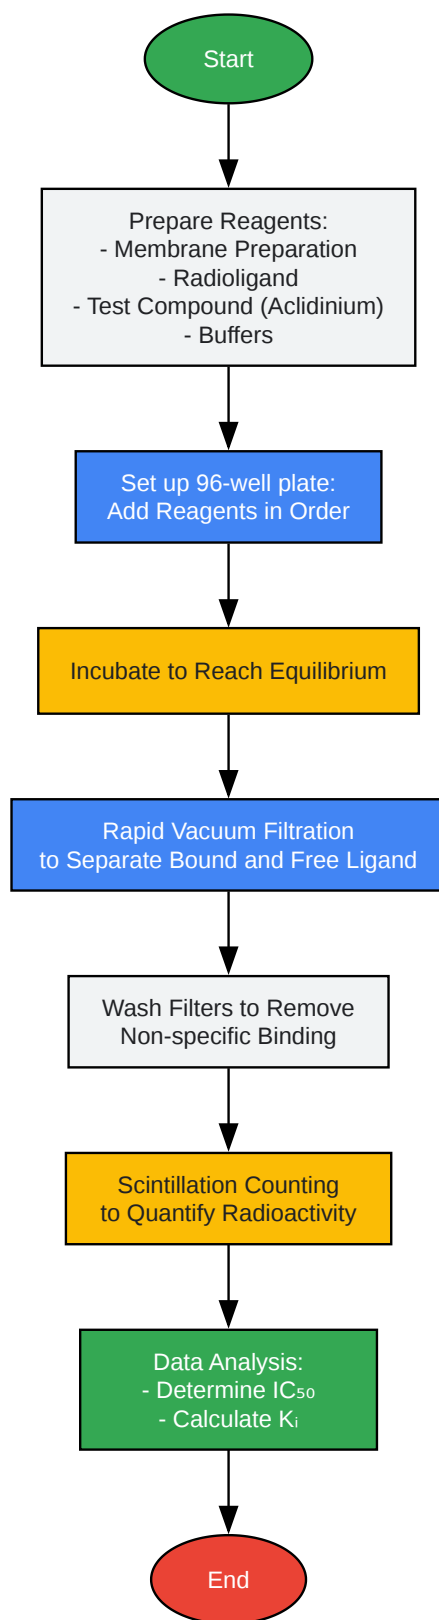 Start
Prepare Reagents:
- Membrane Preparation
- Radioligand
- Test Compound (Aclidinium)
- Buffers
Set up 96-well plate:
Add Reagents in Order
Incubate to Reach Equilibrium
Rapid Vacuum Filtration
to Separate Bound and Free Ligand
Wash Filters to Remove
Non-specific Binding
Scintillation Counting
to Quantify Radioactivity
Data Analysis:
- Determine IC₅₀
- Calculate Kᵢ
End